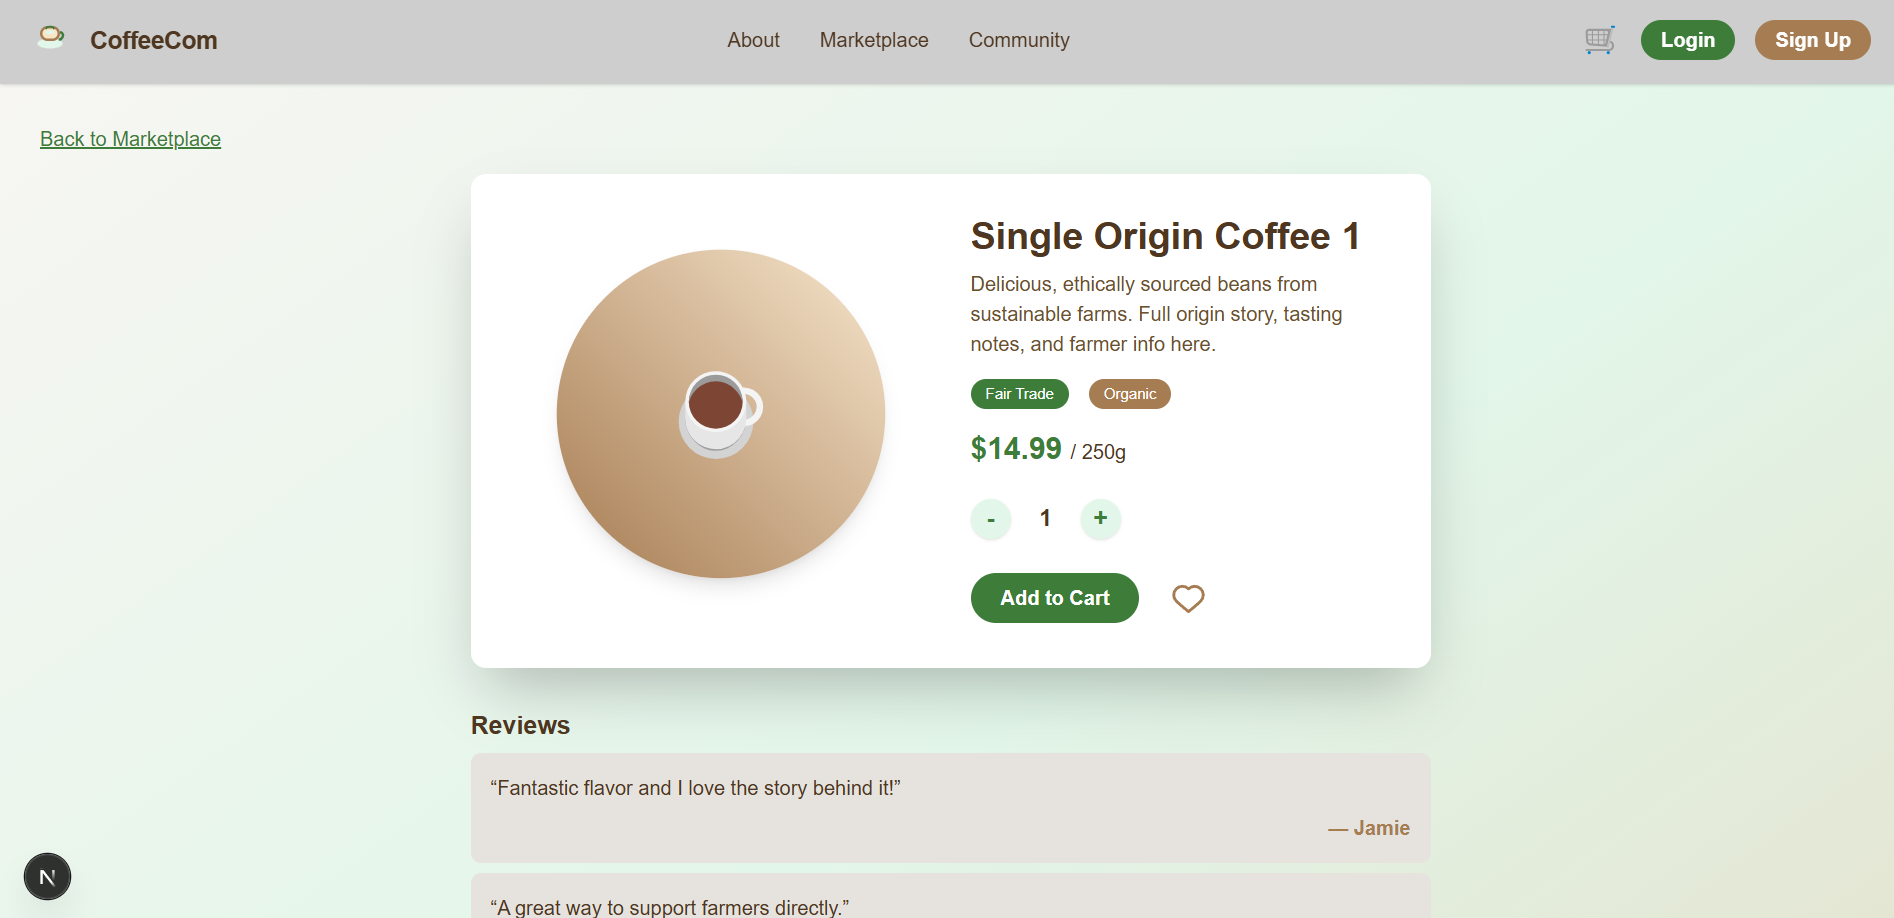 CoffeeCom
About
Marketplace
Community
Login
Sign Up
Back to Marketplace
Single Origin Coffee 1
Delicious, ethically sourced beans from
sustainable farms. Full origin story, tasting
notes, and farmer info here.
Fair Trade
Organic
$14.99 / 250g
- 1 +
Add to Cart
Reviews
“Fantastic flavor and I love the story behind it!”
— Jamie
“A great way to support farmers directly.”
N